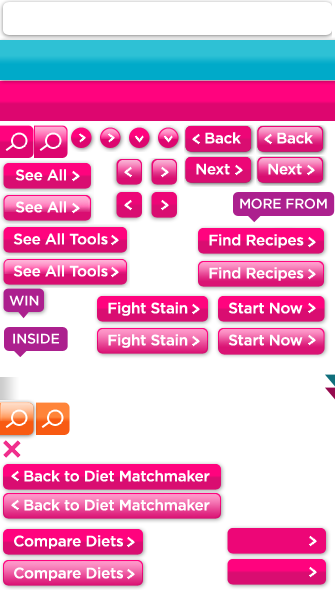 < Back
< Back
Next >
Next >
See All >
< >
See All >
< >
MORE FROM
See All Tools >
Find Recipes >
See All Tools >
Find Recipes >
WIN
Fight Stain >
Start Now >
INSIDE
Fight Stain >
Start Now >
< Back to Diet Matchmaker
< Back to Diet Matchmaker
Compare Diets >
>
Compare Diets >
>